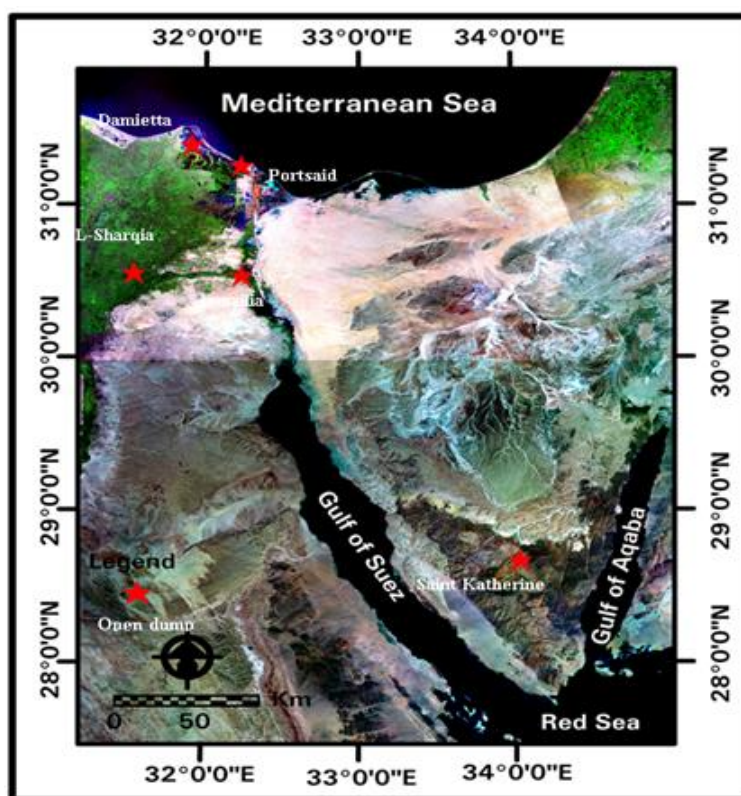 32°0'0"E 33°0'0"E 34°0'0"E
Mediterranean Sea
Damietta
Portsaid
31°0'0"N
31°0'0"N
L-Sharqia
30°0'0"N
30°0'0"N
29°0'0"N
29°0'0"N
Gulf of Suez
Gulf of Aqaba
Legend
Saint Katherine
Open dump
28°0'0"N
28°0'0"N
Km
0 50
Red Sea
32°0'0"E 33°0'0"E 34°0'0"E